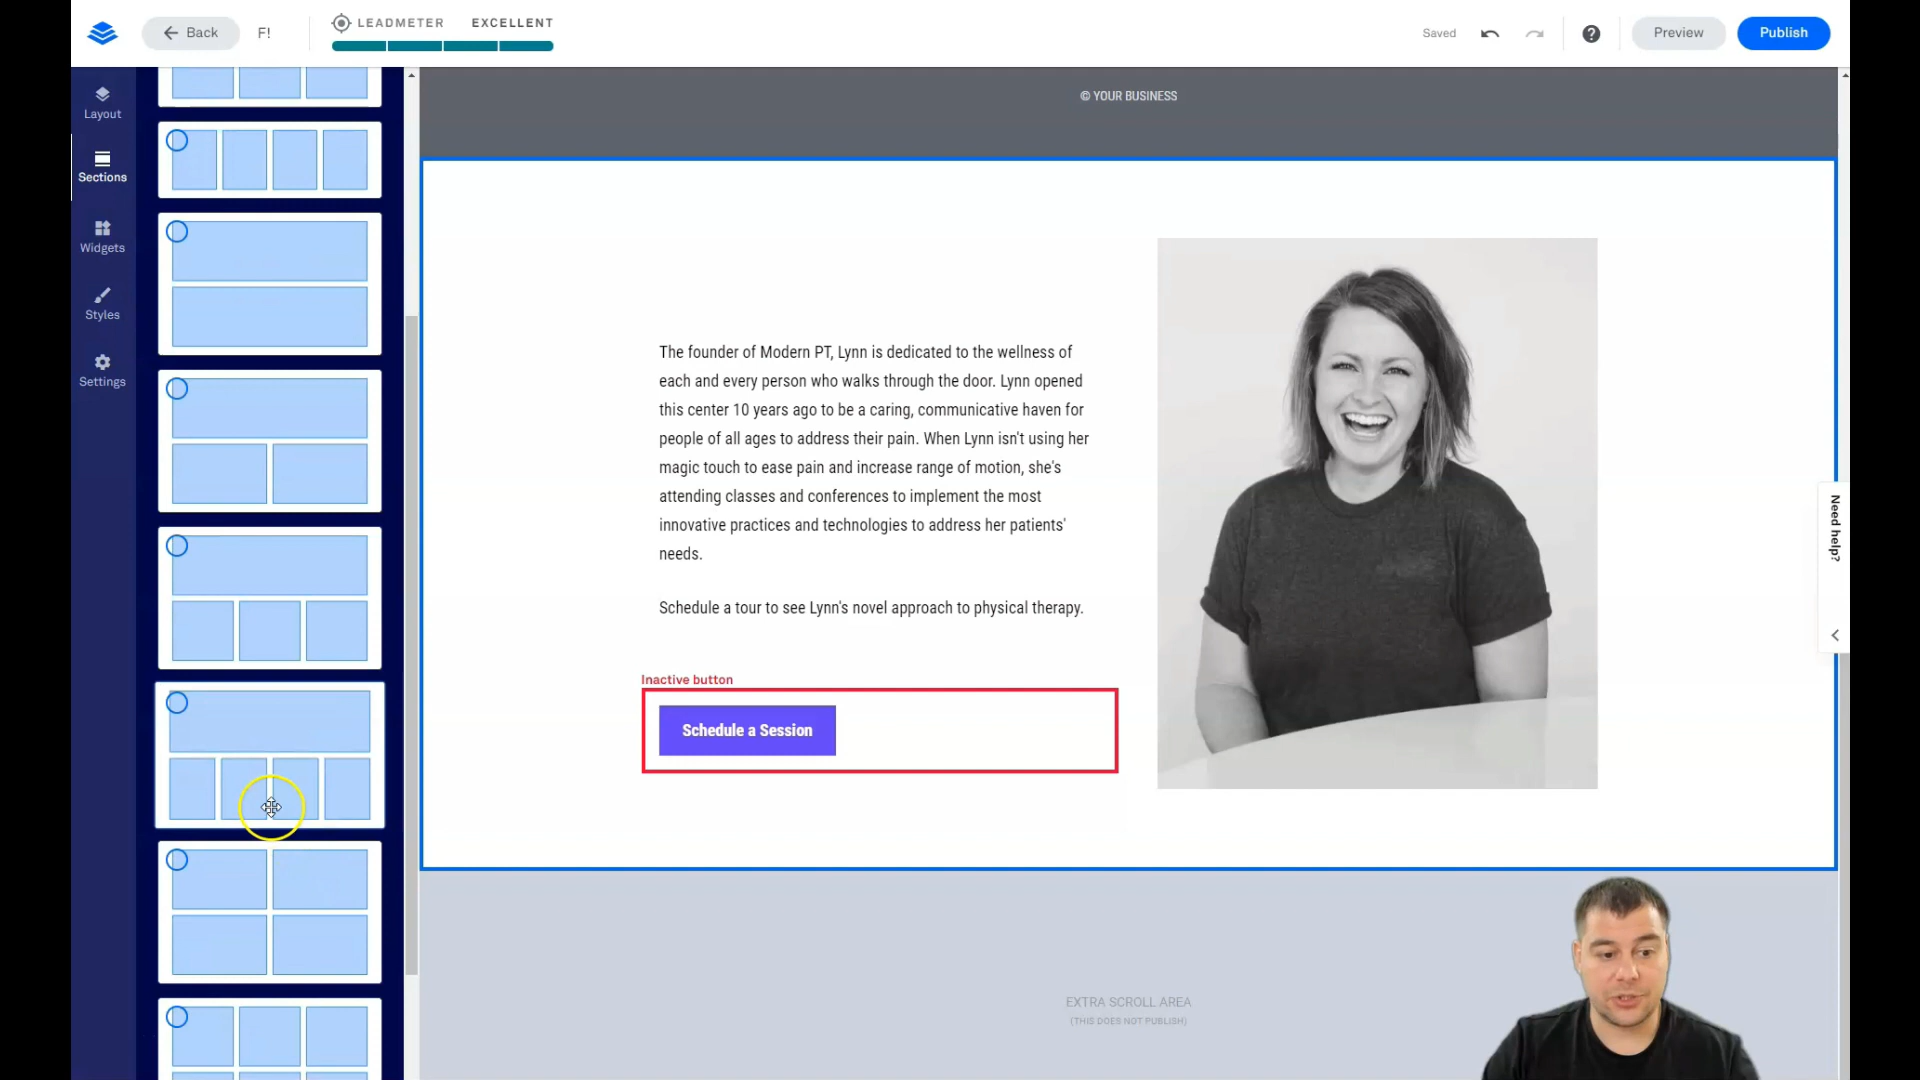 Back
F!
LEADMETER EXCELLENT
Saved
Preview
Publish
Layout
Sections
Widgets
Styles
Settings
© YOUR BUSINESS
The founder of Modern PT, Lynn is dedicated to the wellness of
each and every person who walks through the door. Lynn opened
this center 10 years ago to be a caring, communicative haven for
people of all ages to address their pain. When Lynn isn't using her
magic touch to ease pain and increase range of motion, she's
attending classes and conferences to implement the most
innovative practices and technologies to address her patients'
needs.
Schedule a tour to see Lynn's novel approach to physical therapy.
Inactive button
Schedule a Session
Need help?
EXTRA SCROLL AREA
(THIS DOES NOT PUBLISH)